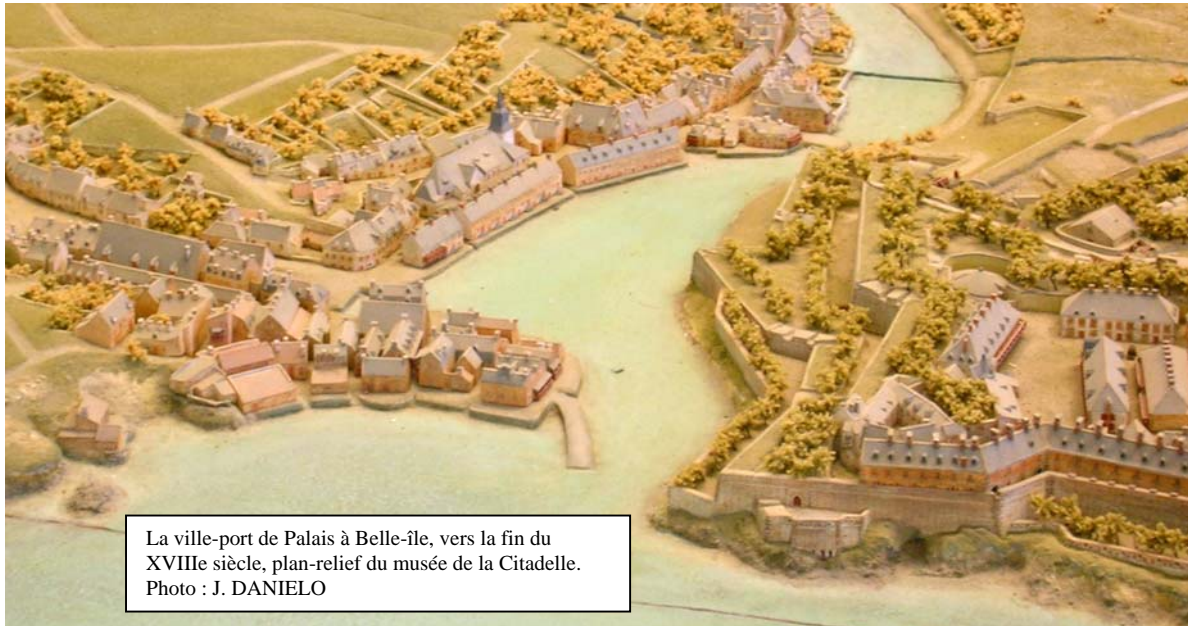 La ville-port de Palais à Belle-île, vers la fin du
XVIIIe siècle, plan-relief du musée de la Citadelle.
Photo : J. DANIELO